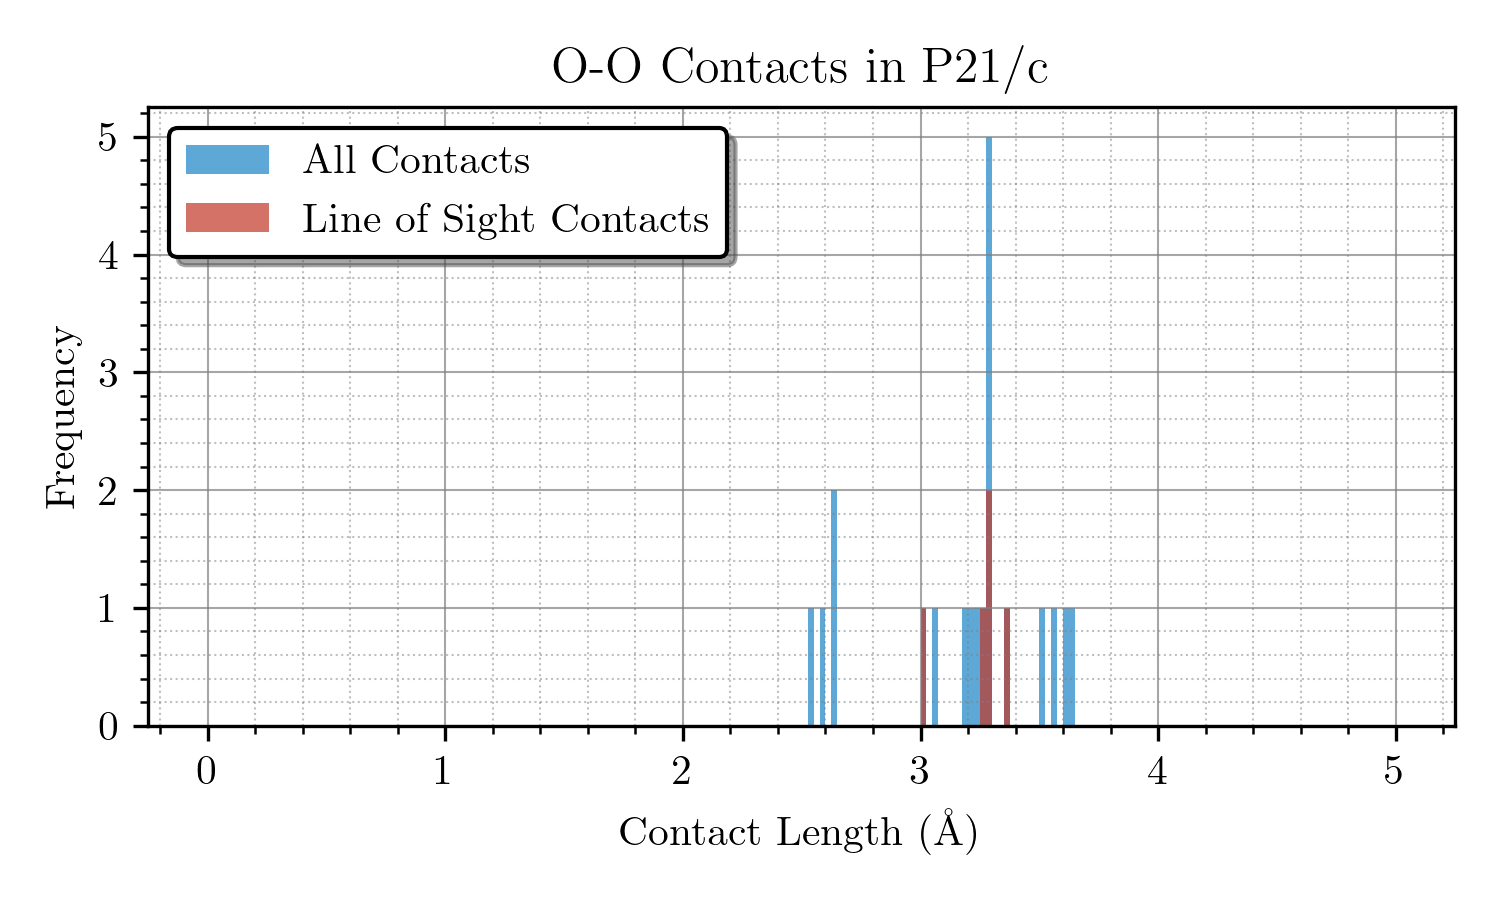 O-O Contacts in P21/c
All Contacts
Line of Sight Contacts
Frequency
5
4
3
2
1
0
0 1 2 3 4 5
Contact Length (Å)